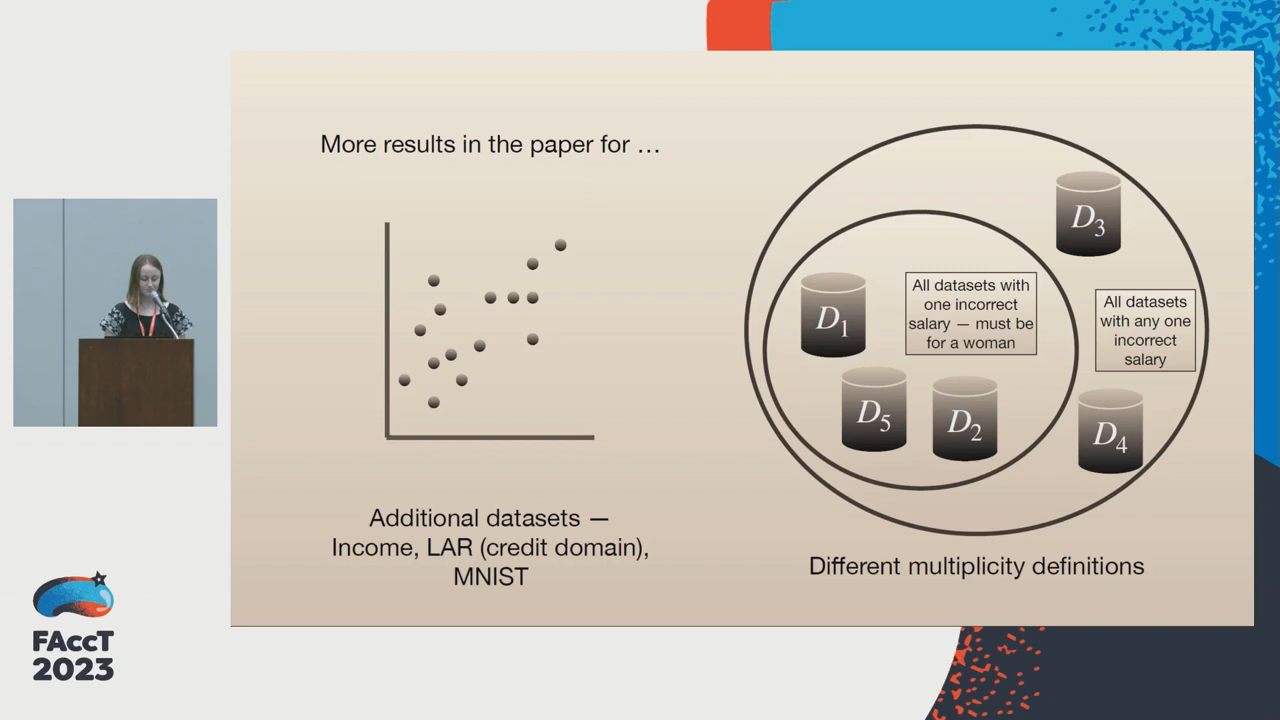 More results in the paper for …
Additional datasets —
Income, LAR (credit domain),
MNIST
D3
D1
All datasets with
one incorrect
salary — must be
for a woman
All datasets
with any one
incorrect
salary
D5
D2
D4
Different multiplicity definitions
FAccT
2023